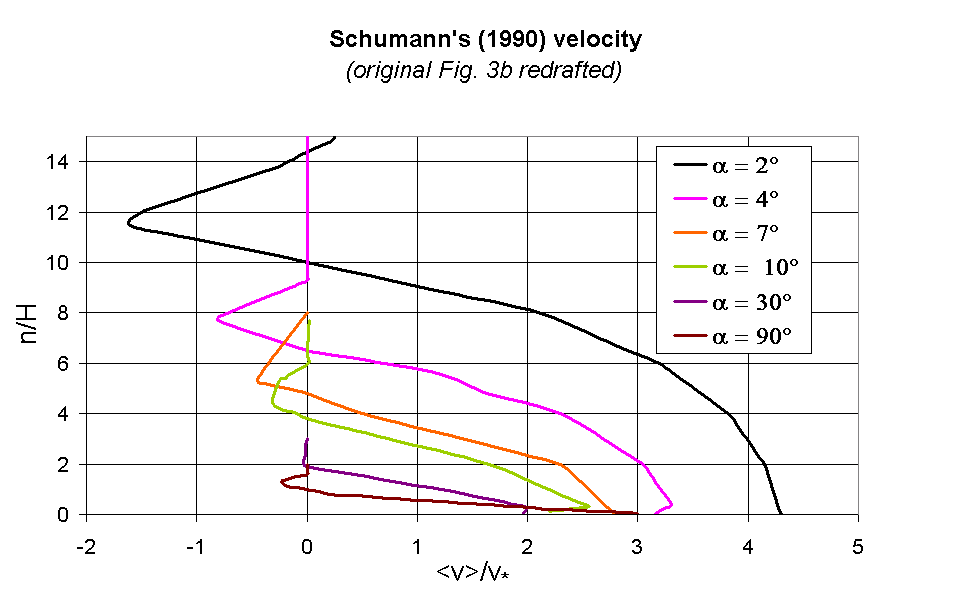 Schumann's (1990) velocity
(original Fig. 3b redrafted)
14
12
10
8
6
4
2
0
n/H
α = 2°
α = 4°
α = 7°
α = 10°
α = 30°
α = 90°
-2 -1 0 1 2 3 4 5
<v>/v*